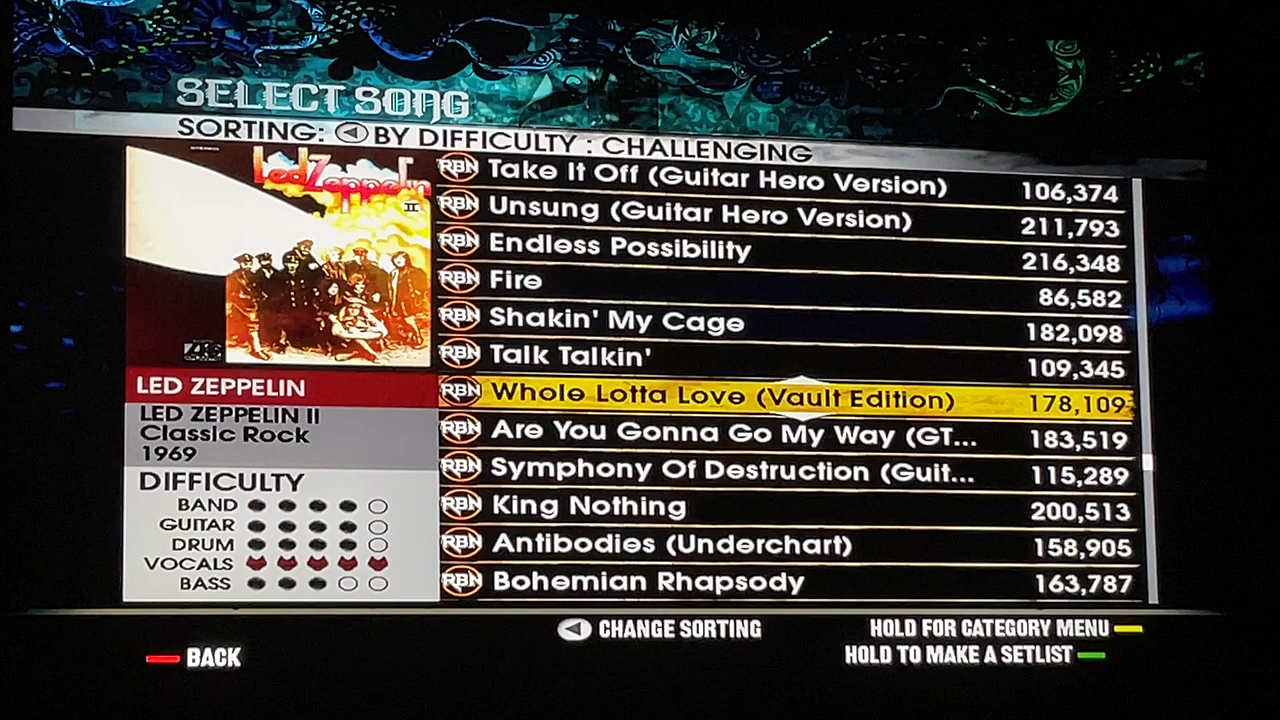 SELECT SONG
SORTING: BY DIFFICULTY : CHALLENGING
Led Zeppelin
II
LED ZEPPELIN
LED ZEPPELIN II
Classic Rock
1969
DIFFICULTY
BAND
GUITAR
DRUM
VOCALS
BASS
RBN Take It Off (Guitar Hero Version) 106,374
RBN Unsung (Guitar Hero Version) 211,793
RBN Endless Possibility 216,348
RBN Fire 86,582
RBN Shakin' My Cage 182,098
RBN Talk Talkin' 109,345
RBN Whole Lotta Love (Vault Edition) 178,109
RBN Are You Gonna Go My Way (GT... 183,519
RBN Symphony Of Destruction (Guit... 115,289
RBN King Nothing 200,513
RBN Antibodies (Underchart) 158,905
RBN Bohemian Rhapsody 163,787
CHANGE SORTING
HOLD FOR CATEGORY MENU
BACK
HOLD TO MAKE A SETLIST